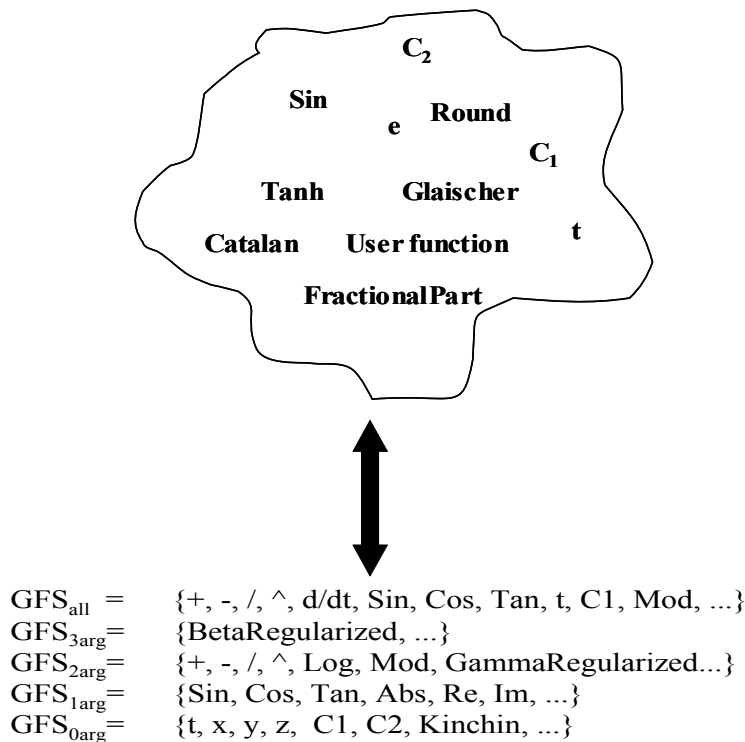 C2
Sin
e Round
C1
Tanh Glaischer
t
Catalan User function
FractionalPart
GFSall = {+, -, /, ^, d/dt, Sin, Cos, Tan, t, C1, Mod, ...}
GFS3arg= {BetaRegularized, ...}
GFS2arg= {+, -, /, ^, Log, Mod, GammaRegularized...}
GFS1arg= {Sin, Cos, Tan, Abs, Re, Im, ...}
GFS0arg= {t, x, y, z, C1, C2, Kinchin, ...}